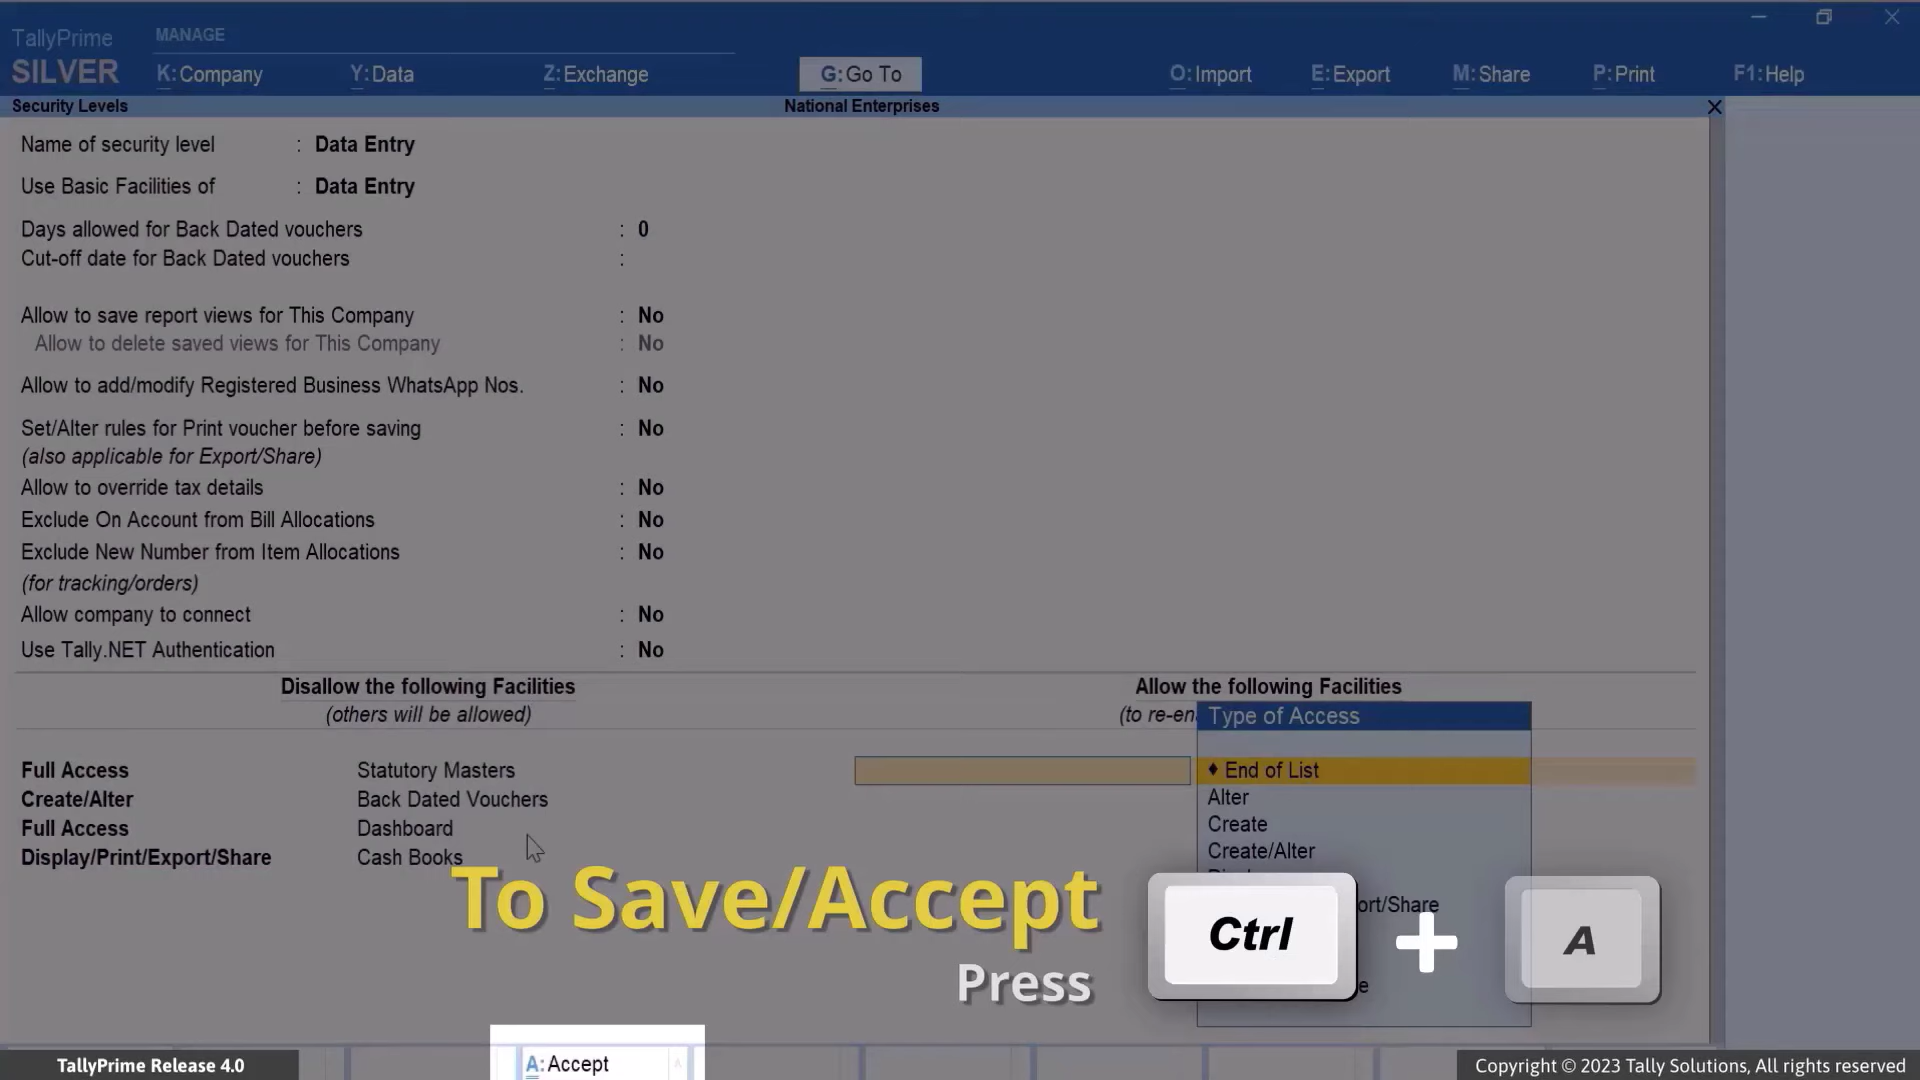 TallyPrime
SILVER
MANAGE
K:Company
Y:Data
Z:Exchange
G:Go To
O:Import
E:Export
M:Share
P:Print
F1:Help
Security Levels
National Enterprises
Name of security level : Data Entry
Use Basic Facilities of : Data Entry
Days allowed for Back Dated vouchers : 0
Cut-off date for Back Dated vouchers :
Allow to save report views for This Company : No
Allow to delete saved views for This Company : No
Allow to add/modify Registered Business WhatsApp Nos. : No
Set/Alter rules for Print voucher before saving : No
(also applicable for Export/Share)
Allow to override tax details : No
Exclude On Account from Bill Allocations : No
Exclude New Number from Item Allocations : No
(for tracking/orders)
Allow company to connect : No
Use Tally.NET Authentication : No
Disallow the following Facilities
(others will be allowed)
Allow the following Facilities
Type of Access
Full Access Statutory Masters
Create/Alter Back Dated Vouchers
Full Access Dashboard
Display/Print/Export/Share Cash Books
♦ End of List
Alter
Create
Create/Alter
To Save/Accept
Press
Ctrl + A
A:Accept
TallyPrime Release 4.0
Copyright © 2023 Tally Solutions, All rights reserved